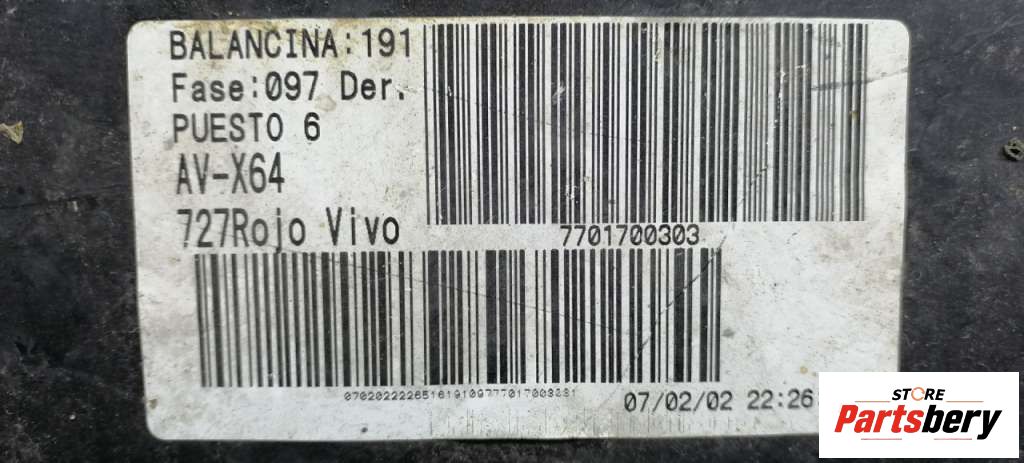 BALANCINA:191
Fase:097 Der.
PUESTO 6
AV-X64
727Rojo Vivo
7701700303
07/02/02 22:26
STORE
Partsbery